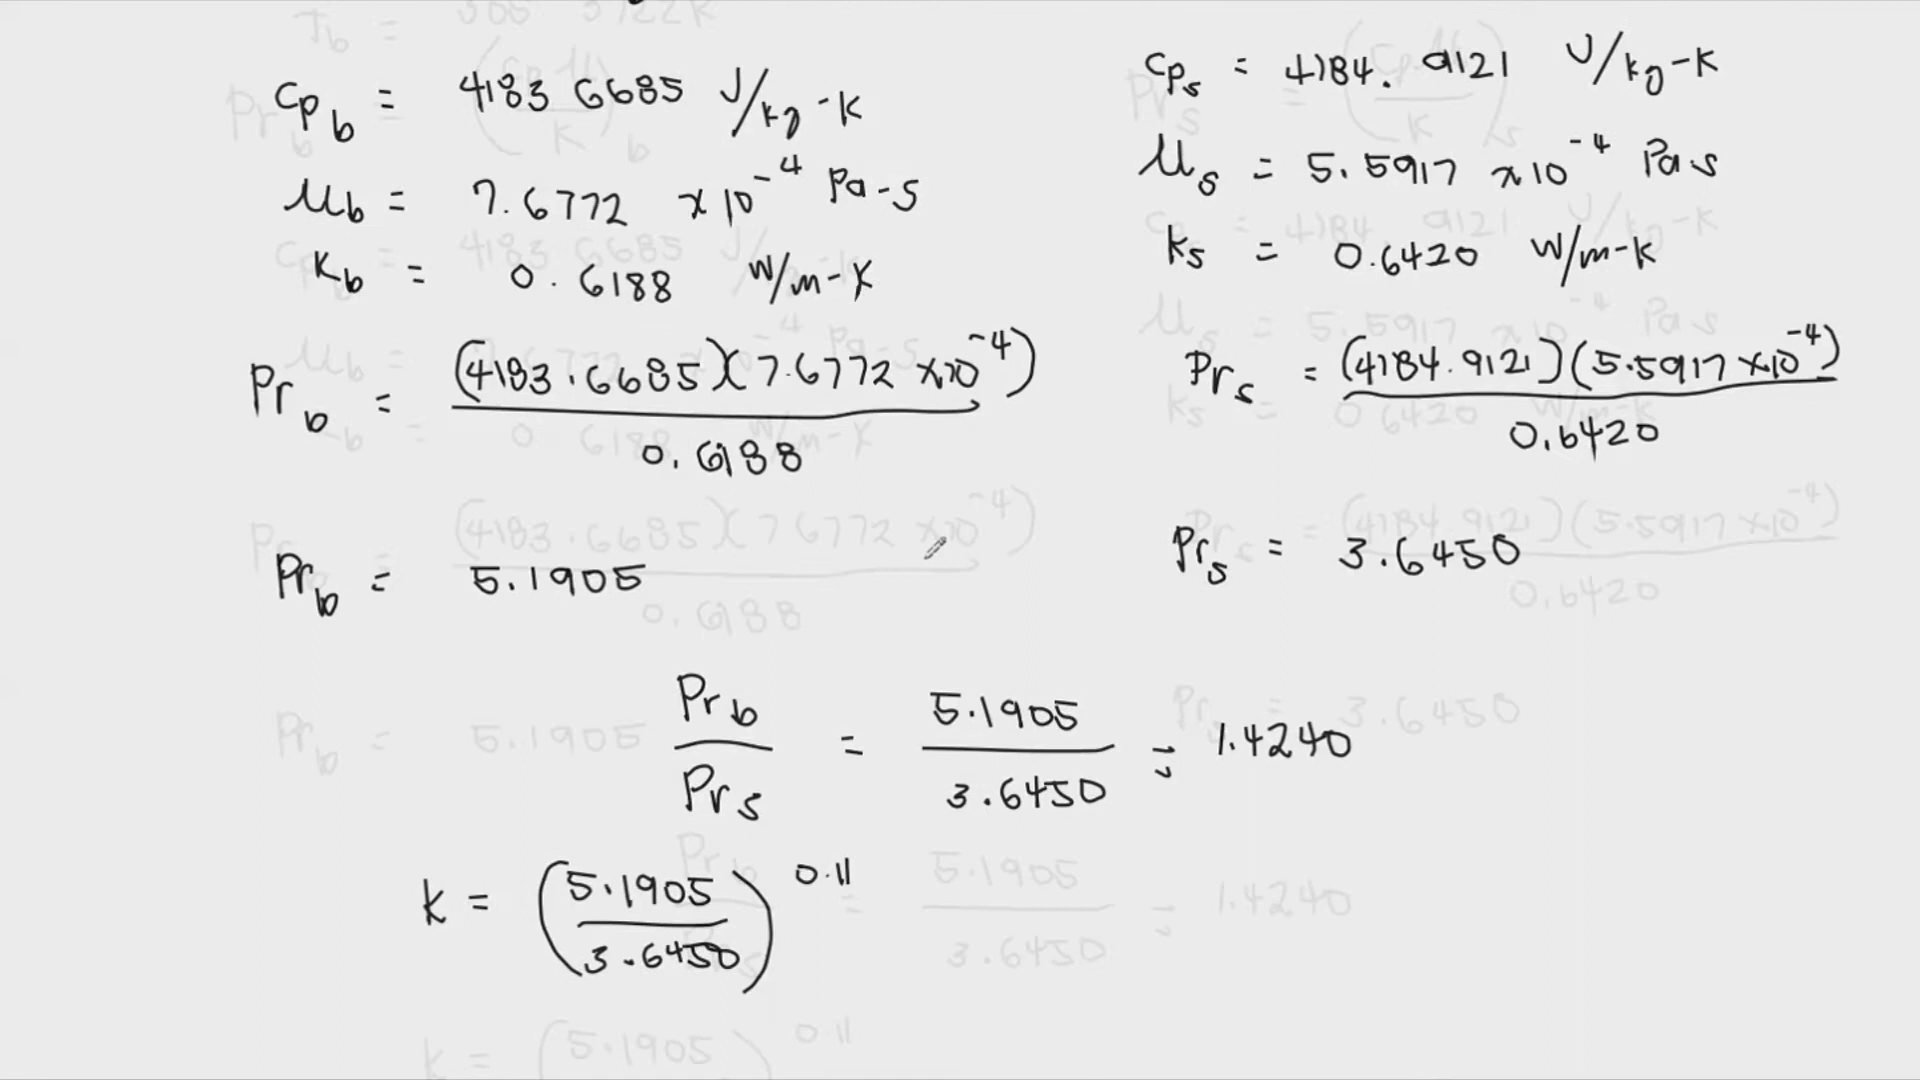 cp_b = 4183 6685 J/kg-K
μ_b = 7.6772 x10^-4 Pa-s
k_b = 0.6188 W/m-K
Pr_b = (4183.6685)(7.6772 x10^-4) / 0.6188
Pr_b = 5.1905
cp_s = 4184.9121 J/kg-K
μ_s = 5.5917 x10^-4 Pa s
k_s = 0.6420 W/m-K
Pr_s = (4184.9121)(5.5917 x10^-4) / 0.6420
Pr_s = 3.6450
Pr_b / Pr_s = 5.1905 / 3.6450 = 1.4240
k = (5.1905 / 3.6450)^0.11